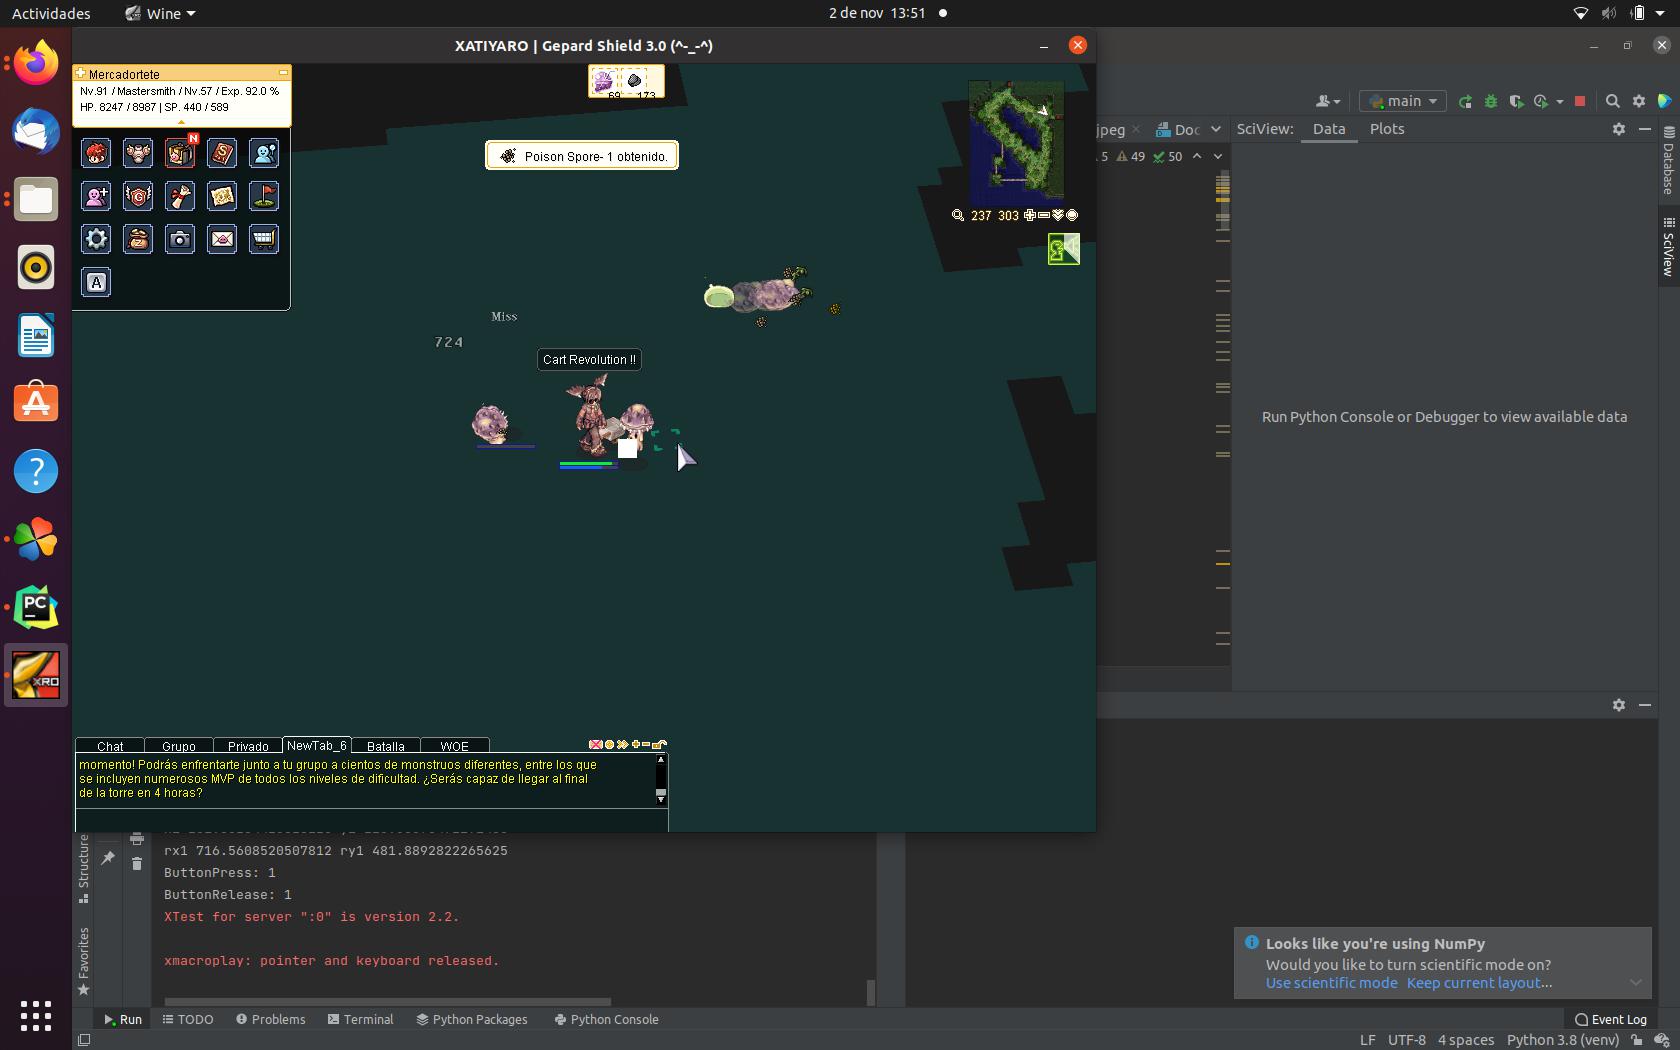 Actividades
Wine
2 de nov 13:51
XATIYARO | Gepard Shield 3.0 (^-_-^)
Mercadortete
Nv.91 / Mastersmith / Nv.57 / Exp. 92.0 %
HP. 8247 / 8987 | SP. 440 / 589
N
A
69 173
Poison Spore- 1 obtenido.
237 303
Miss
724
Cart Revolution !!
Chat
Grupo
Privado
NewTab_6
Batalla
WOE
momento! Podrás enfrentarte junto a tu grupo a cientos de monstruos diferentes, entre los que
se incluyen numerosos MVP de todos los niveles de dificultad. ¿Serás capaz de llegar al final
de la torre en 4 horas?
main
jpeg
Doc
SciView:
Data
Plots
5 49 50
Database
SciView
Run Python Console or Debugger to view available data
PC
XRO
Structure
Favorites
rx1 716.5608520507812 ry1 481.8892822265625
ButtonPress: 1
ButtonRelease: 1
XTest for server ":0" is version 2.2.
xmacroplay: pointer and keyboard released.
Looks like you're using NumPy
Would you like to turn scientific mode on?
Use scientific mode Keep current layout...
Run
TODO
Problems
Terminal
Python Packages
Python Console
Event Log
LF UTF-8 4 spaces Python 3.8 (venv)